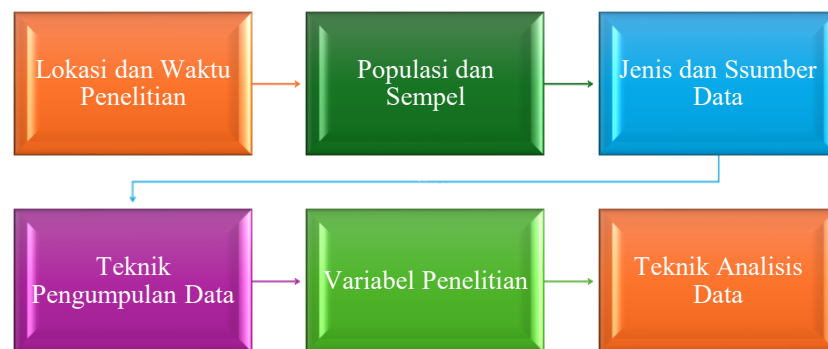 Lokasi dan Waktu
Penelitian
Populasi dan
Sempel
Jenis dan Ssumber
Data
Teknik
Pengumpulan Data
Variabel Penelitian
Teknik Analisis
Data